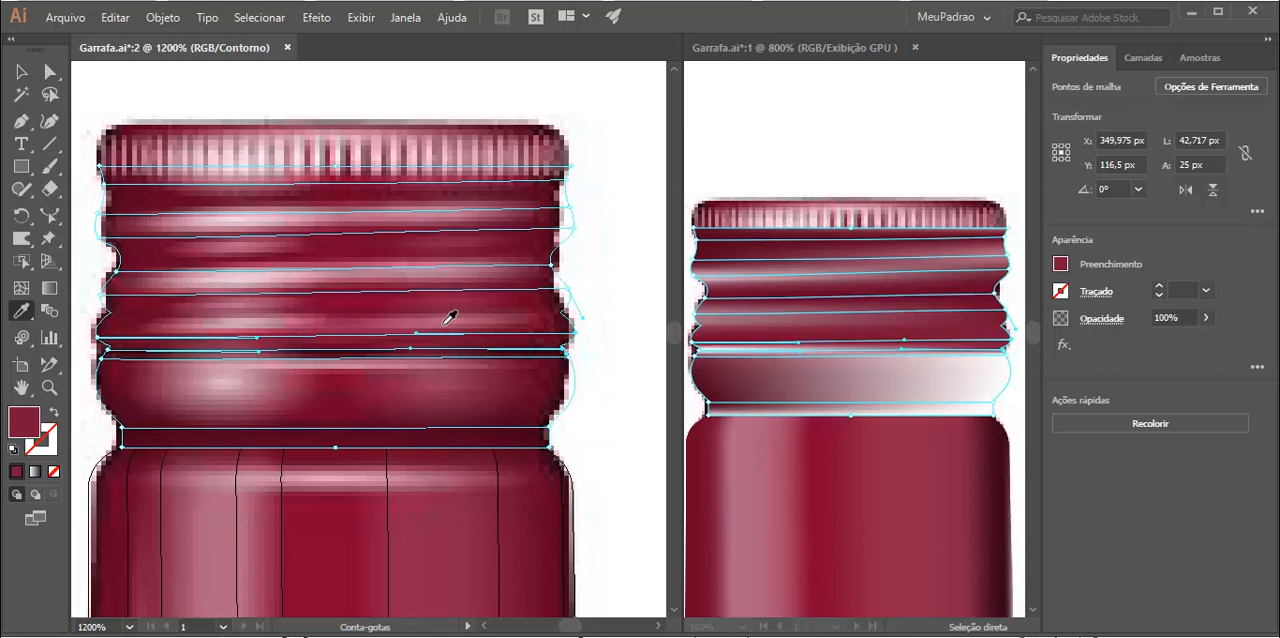 Ai Arquivo Editar Objeto Tipo Selecionar Efeito Exibir Janela Ajuda Br St MeuPadrao Pesquisar Adobe Stock
Garrafa.ai*:2 @ 1200% (RGB/Contorno) × Garrafa.ai*:1 @ 800% (RGB/Exibição GPU ) ×
Propriedades Camadas Amostras
Pontos de malha Opções de Ferramenta
Transformar
X: 349,975 px L: 42,717 px
Y: 116,5 px A: 25 px
0°
Aparência
Preenchimento
Traçado
Opacidade 100%
fx.
Ações rápidas
Recolorir
1200% 1 Conta-gotas 800% 1 Seleção direta